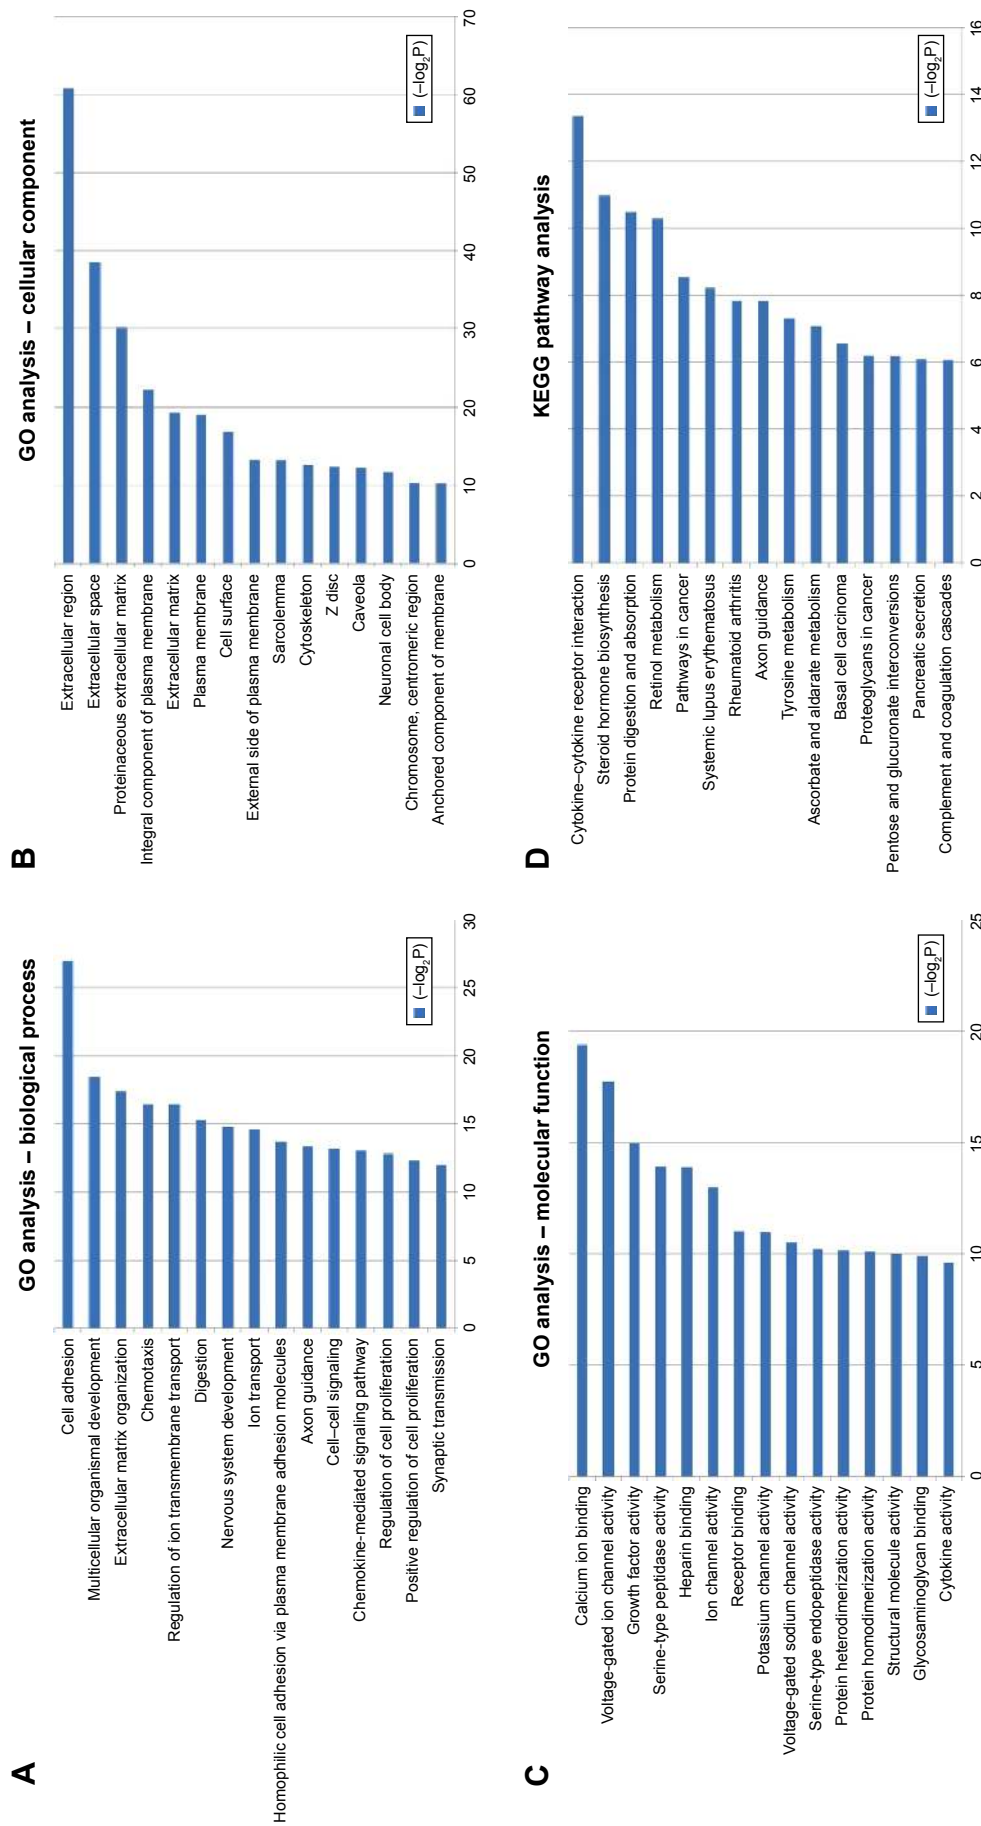 A
GO analysis – biological process
Cell adhesion
Multicellular organismal development
Extracellular matrix organization
Chemotaxis
Regulation of ion transmembrane transport
Digestion
Nervous system development
Ion transport
Homophilic cell adhesion via plasma membrane adhesion molecules
Axon guidance
Cell–cell signaling
Chemokine-mediated signaling pathway
Regulation of cell proliferation
Positive regulation of cell proliferation
Synaptic transmission
(–log₂P)
0 5 10 15 20 25 30
B
GO analysis – cellular component
Extracellular region
Extracellular space
Proteinaceous extracellular matrix
Integral component of plasma membrane
Extracellular matrix
Plasma membrane
Cell surface
External side of plasma membrane
Sarcolemma
Cytoskeleton
Z disc
Caveola
Neuronal cell body
Chromosome, centromeric region
Anchored component of membrane
(–log₂P)
0 10 20 30 40 50 60 70
C
GO analysis – molecular function
Calcium ion binding
Voltage-gated ion channel activity
Growth factor activity
Serine-type peptidase activity
Heparin binding
Ion channel activity
Receptor binding
Potassium channel activity
Voltage-gated sodium channel activity
Serine-type endopeptidase activity
Protein heterodimerization activity
Protein homodimerization activity
Structural molecule activity
Glycosaminoglycan binding
Cytokine activity
(–log₂P)
0 5 10 15 20 25
D
KEGG pathway analysis
Cytokine–cytokine receptor interaction
Steroid hormone biosynthesis
Protein digestion and absorption
Retinol metabolism
Pathways in cancer
Systemic lupus erythematosus
Rheumatoid arthritis
Axon guidance
Tyrosine metabolism
Ascorbate and aldarate metabolism
Basal cell carcinoma
Proteoglycans in cancer
Pentose and glucuronate interconversions
Pancreatic secretion
Complement and coagulation cascades
(–log₂P)
0 2 4 6 8 10 12 14 16